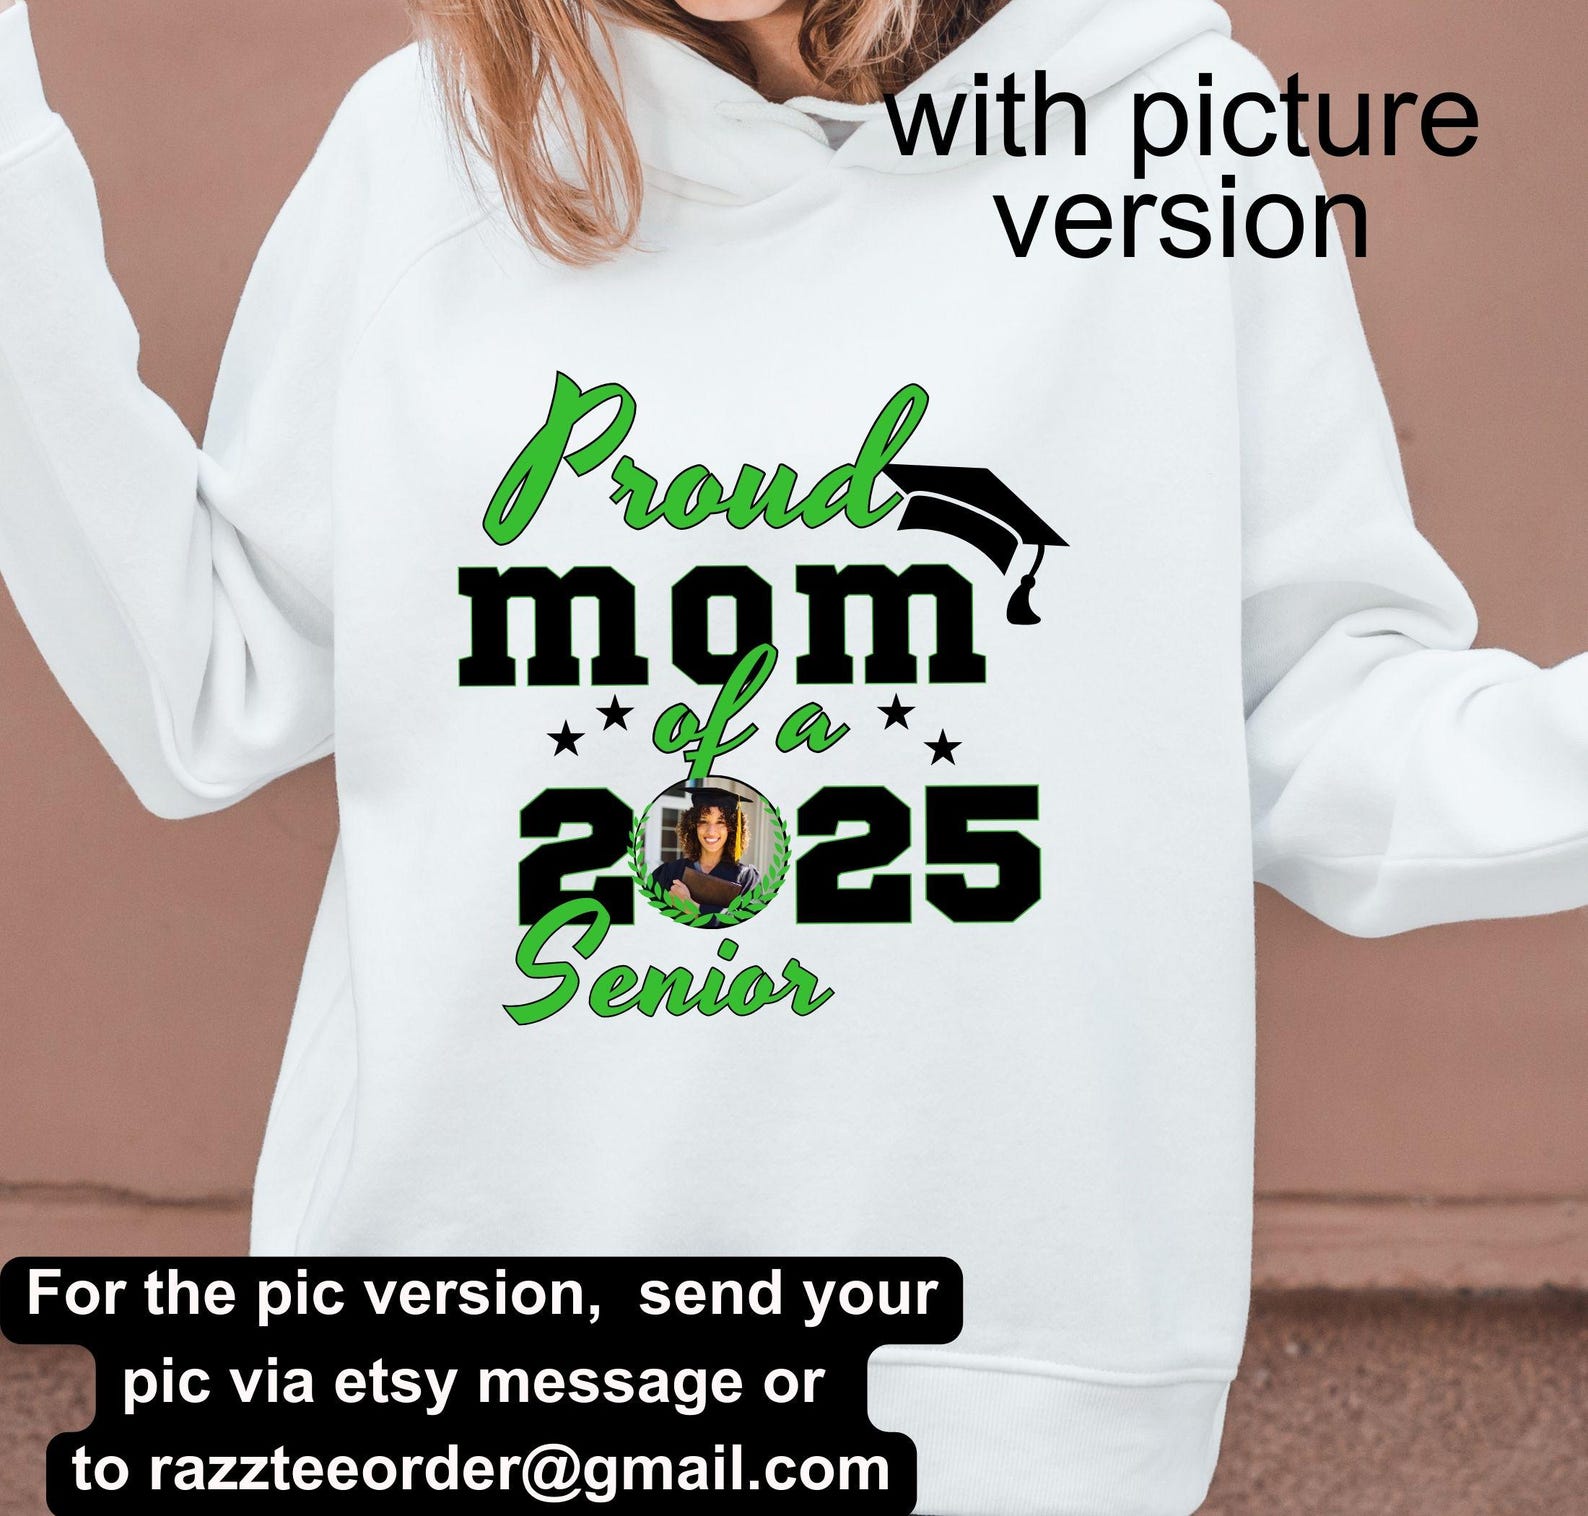 with picture
version
Proud
mom
of a
2025
Senior
For the pic version, send your
pic via etsy message or
to razzteeorder@gmail.com